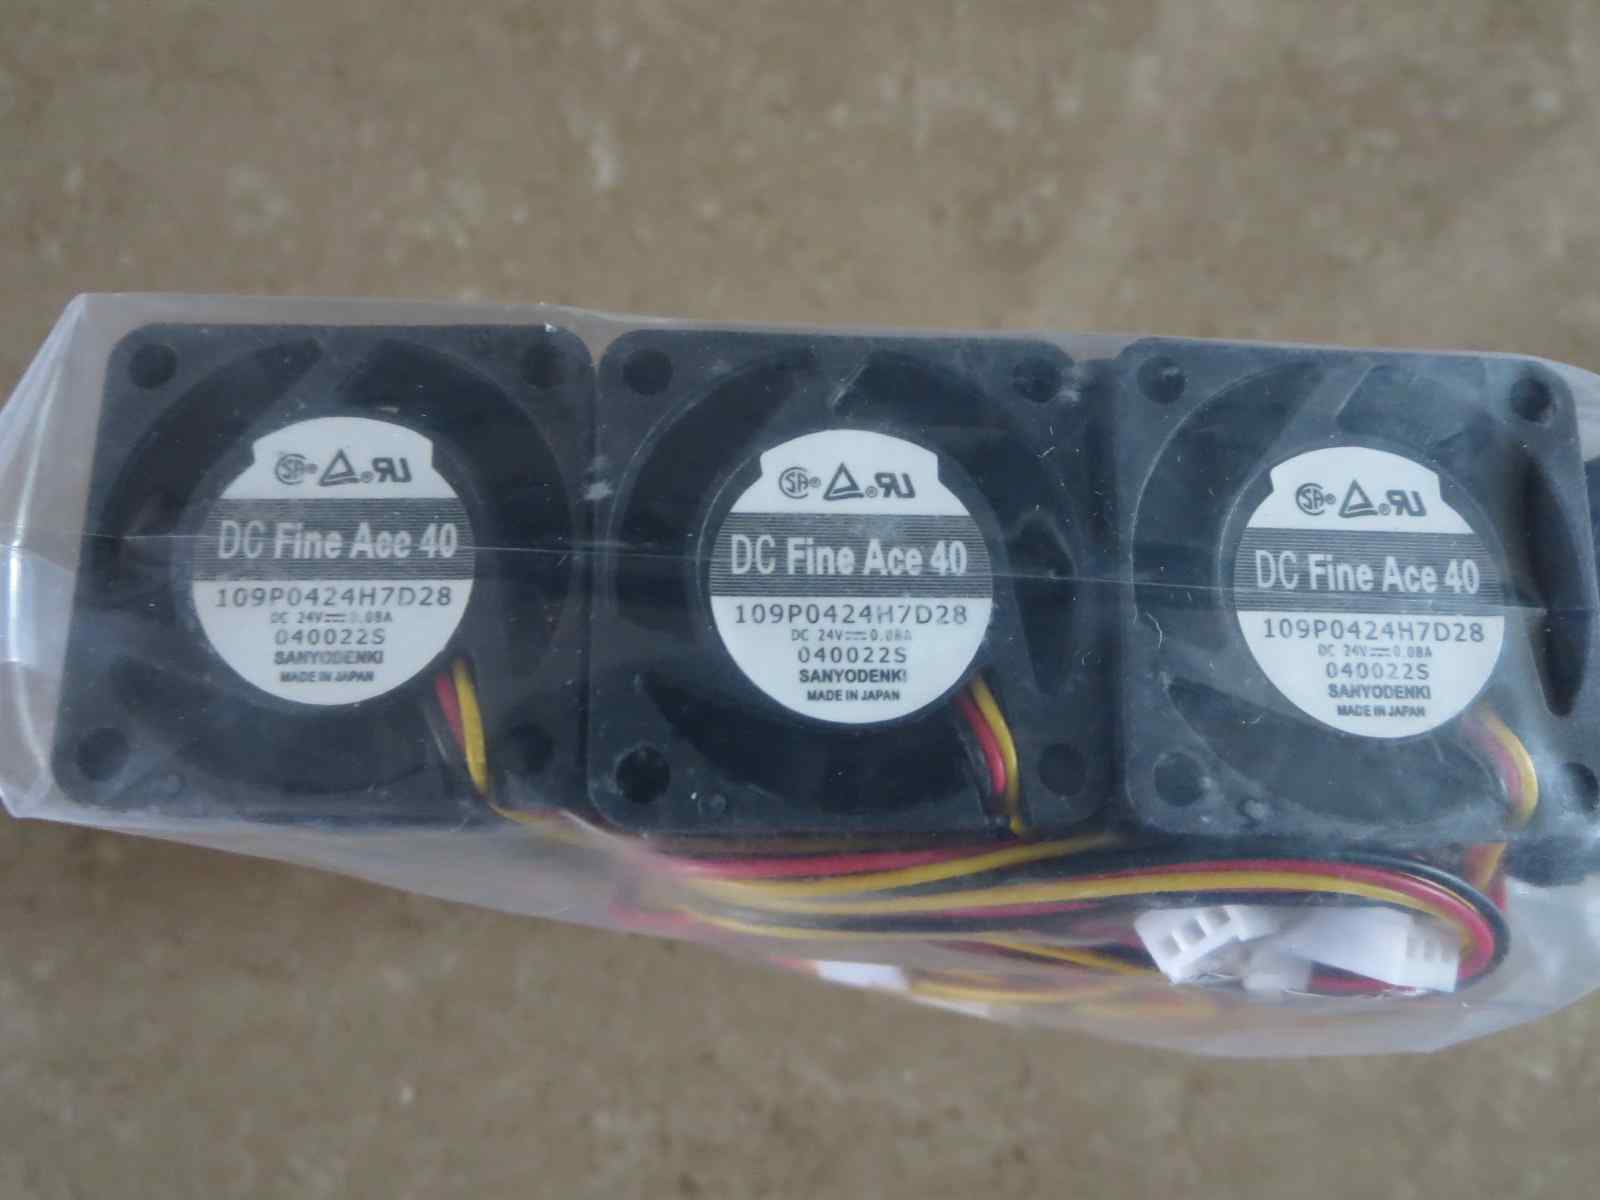 DC Fine Ace 40
109P0424H7D28
DC 24V⎓0.08A
040022S
SANYODENKI
MADE IN JAPAN
DC Fine Ace 40
109P0424H7D28
DC 24V⎓0.08A
040022S
SANYODENKI
MADE IN JAPAN
DC Fine Ace 40
109P0424H7D28
DC 24V⎓0.08A
040022S
SANYODENKI
MADE IN JAPAN